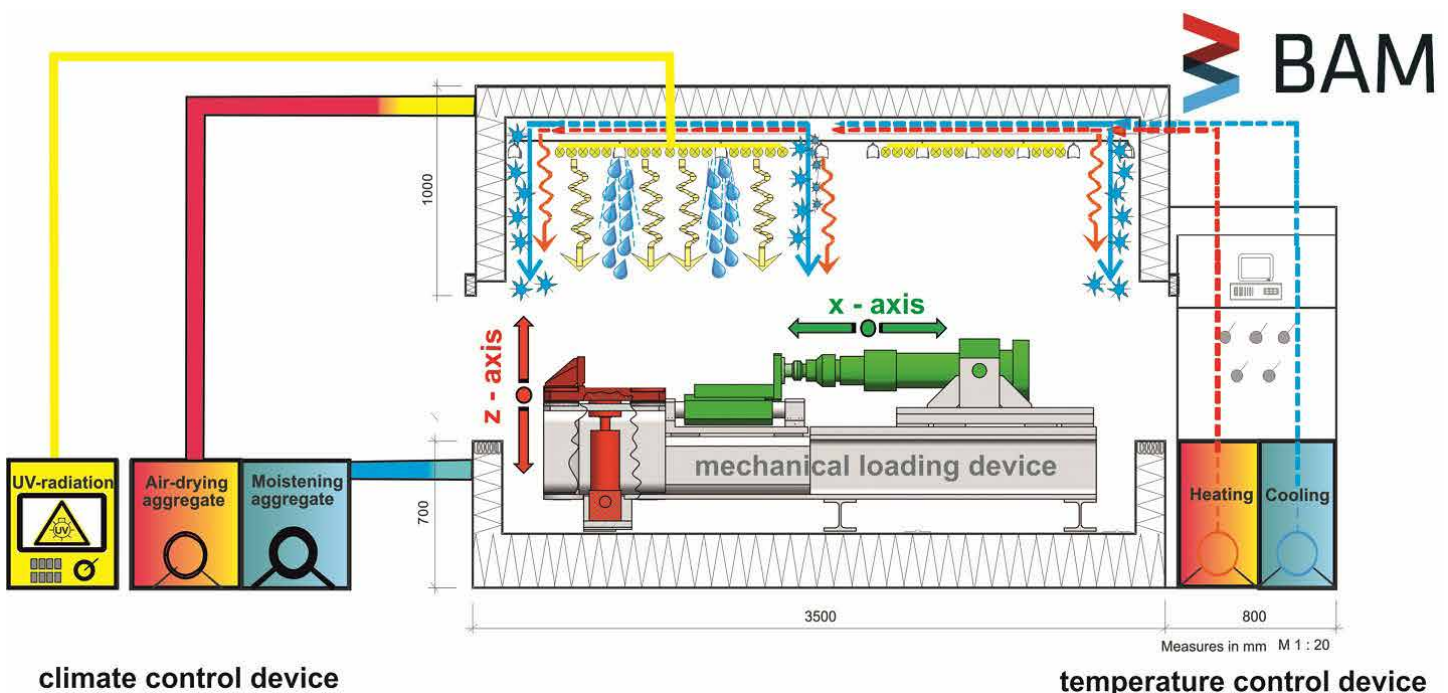 BAM
1000
x - axis
z - axis
UV-radiation
UV
Air-drying
aggregate
Moistening
aggregate
mechanical loading device
700
Heating
Cooling
3500
800
Measures in mm M 1 : 20
climate control device
temperature control device